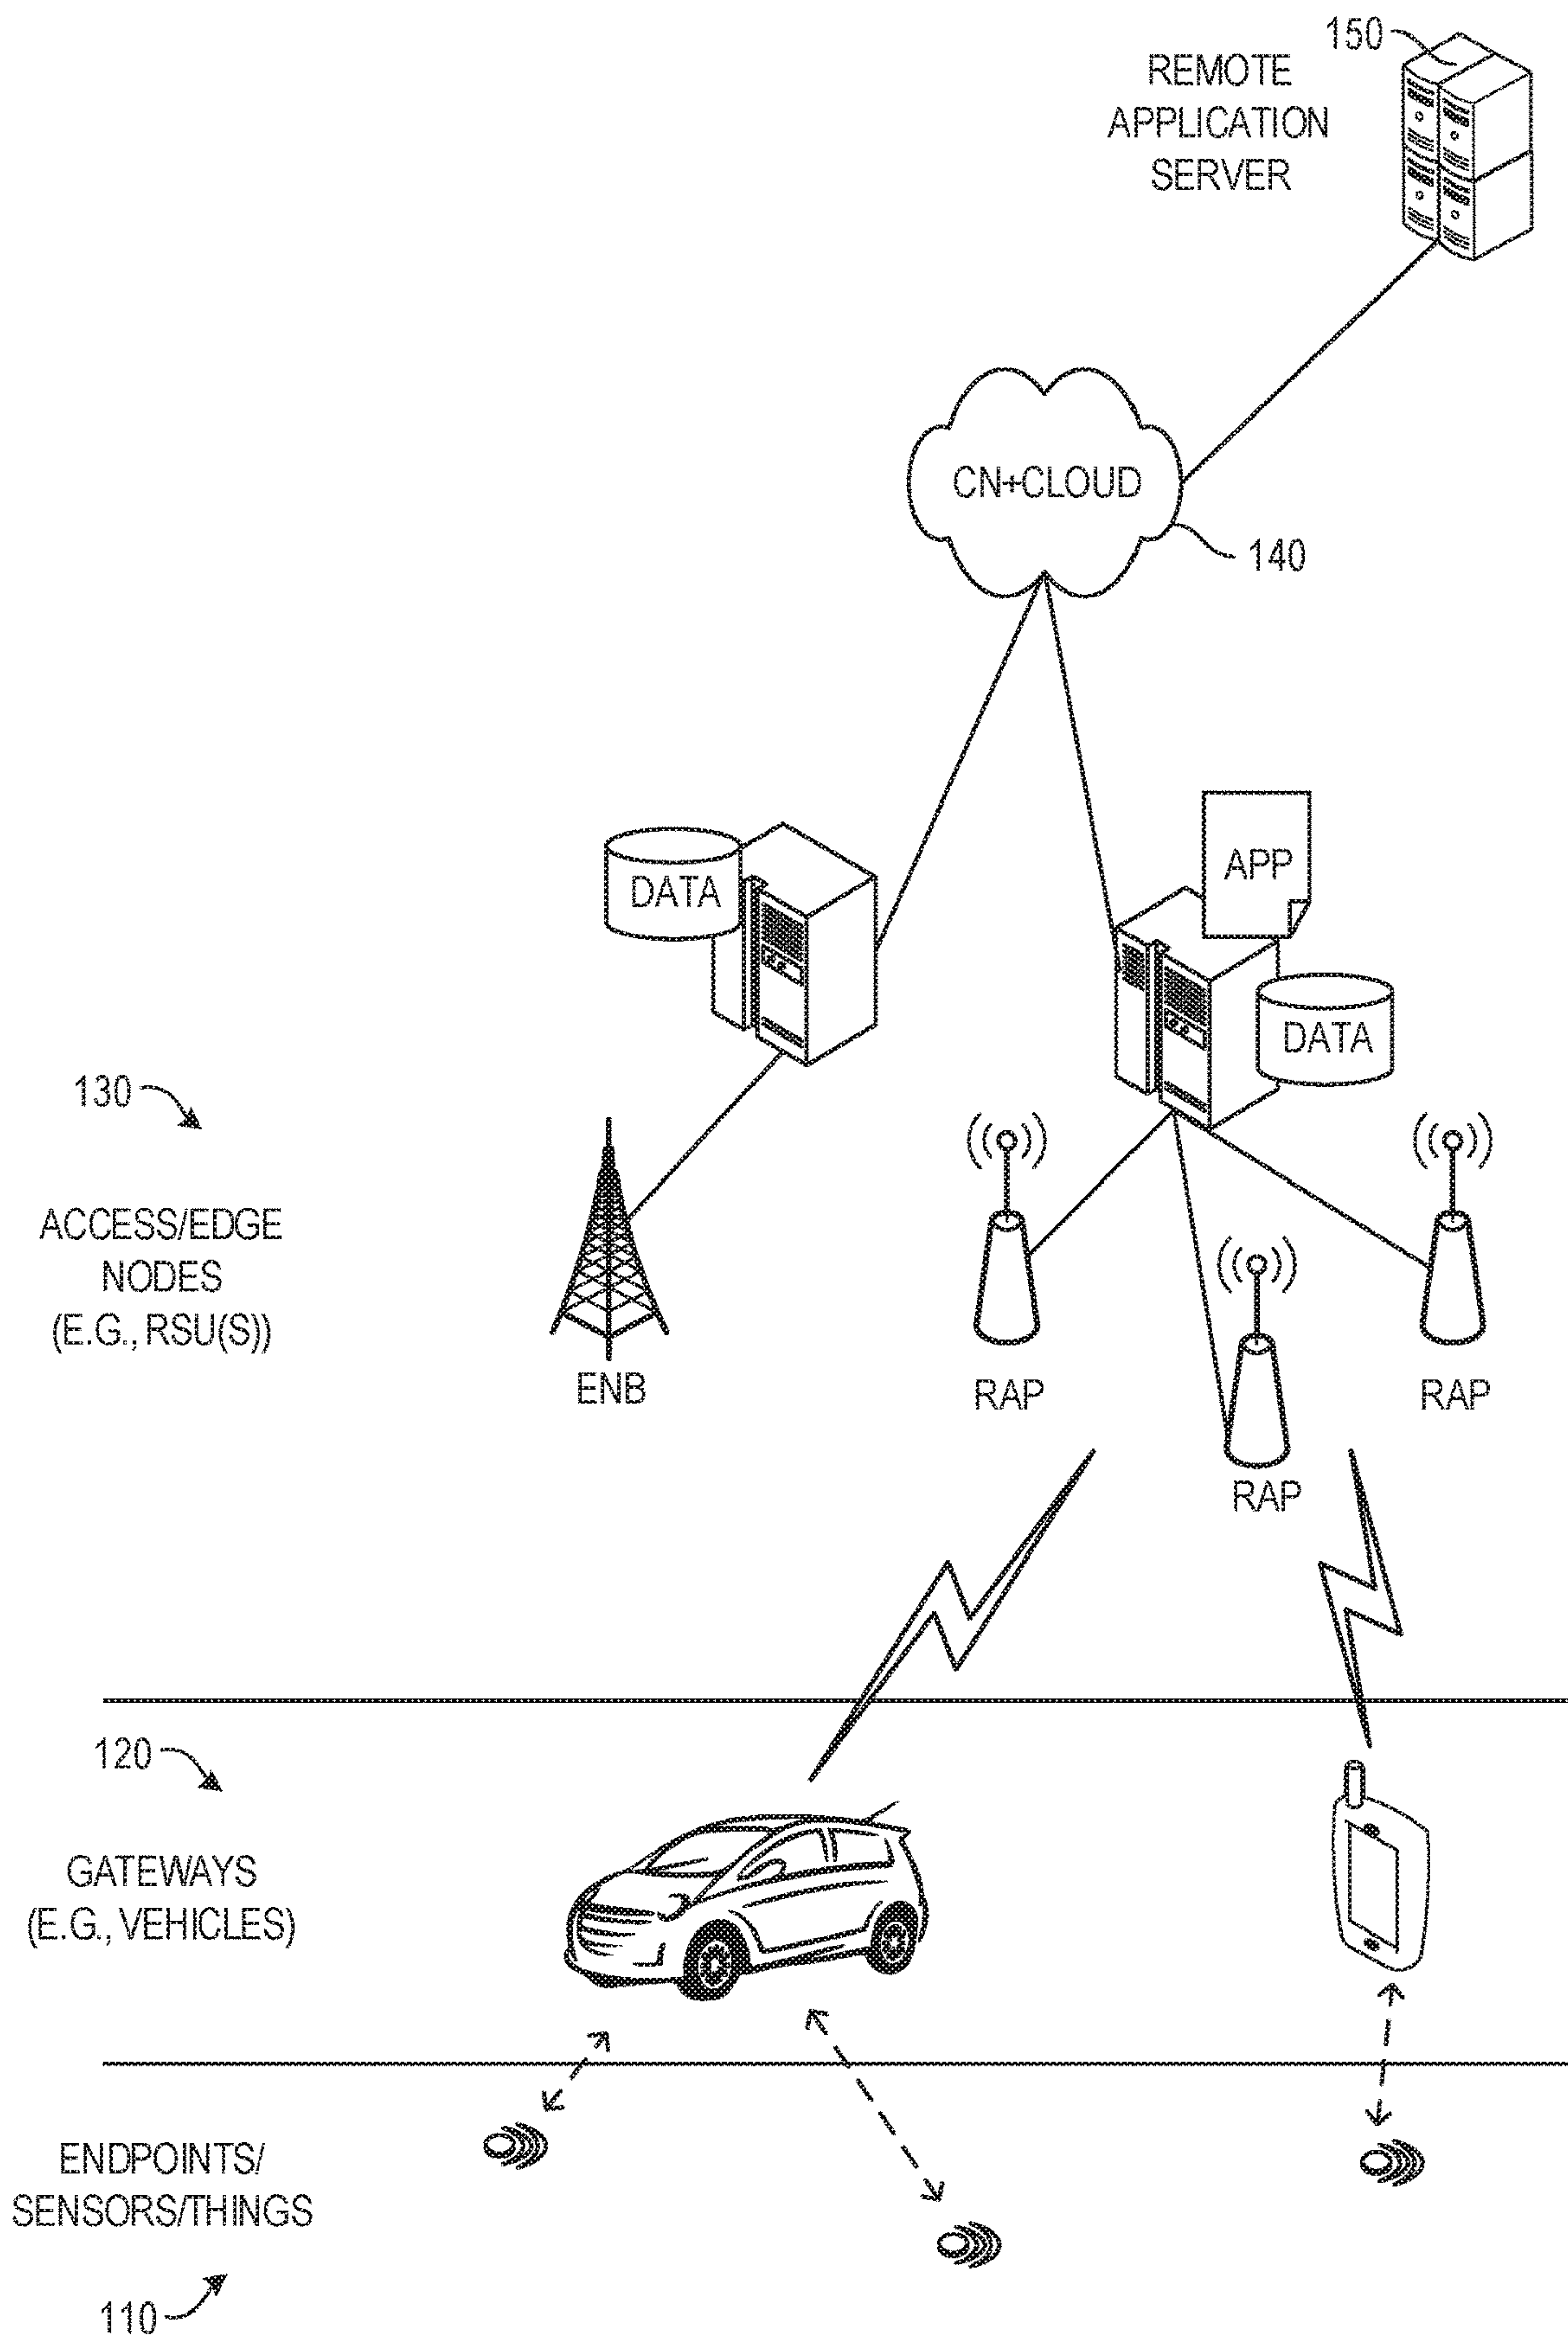 150
REMOTE
APPLICATION
SERVER
CN+CLOUD
140
APP
DATA
DATA
130
ACCESS/EDGE
NODES
(E.G., RSU(S))
ENB
RAP
RAP
RAP
120
GATEWAYS
(E.G., VEHICLES)
ENDPOINTS/
SENSORS/THINGS
110